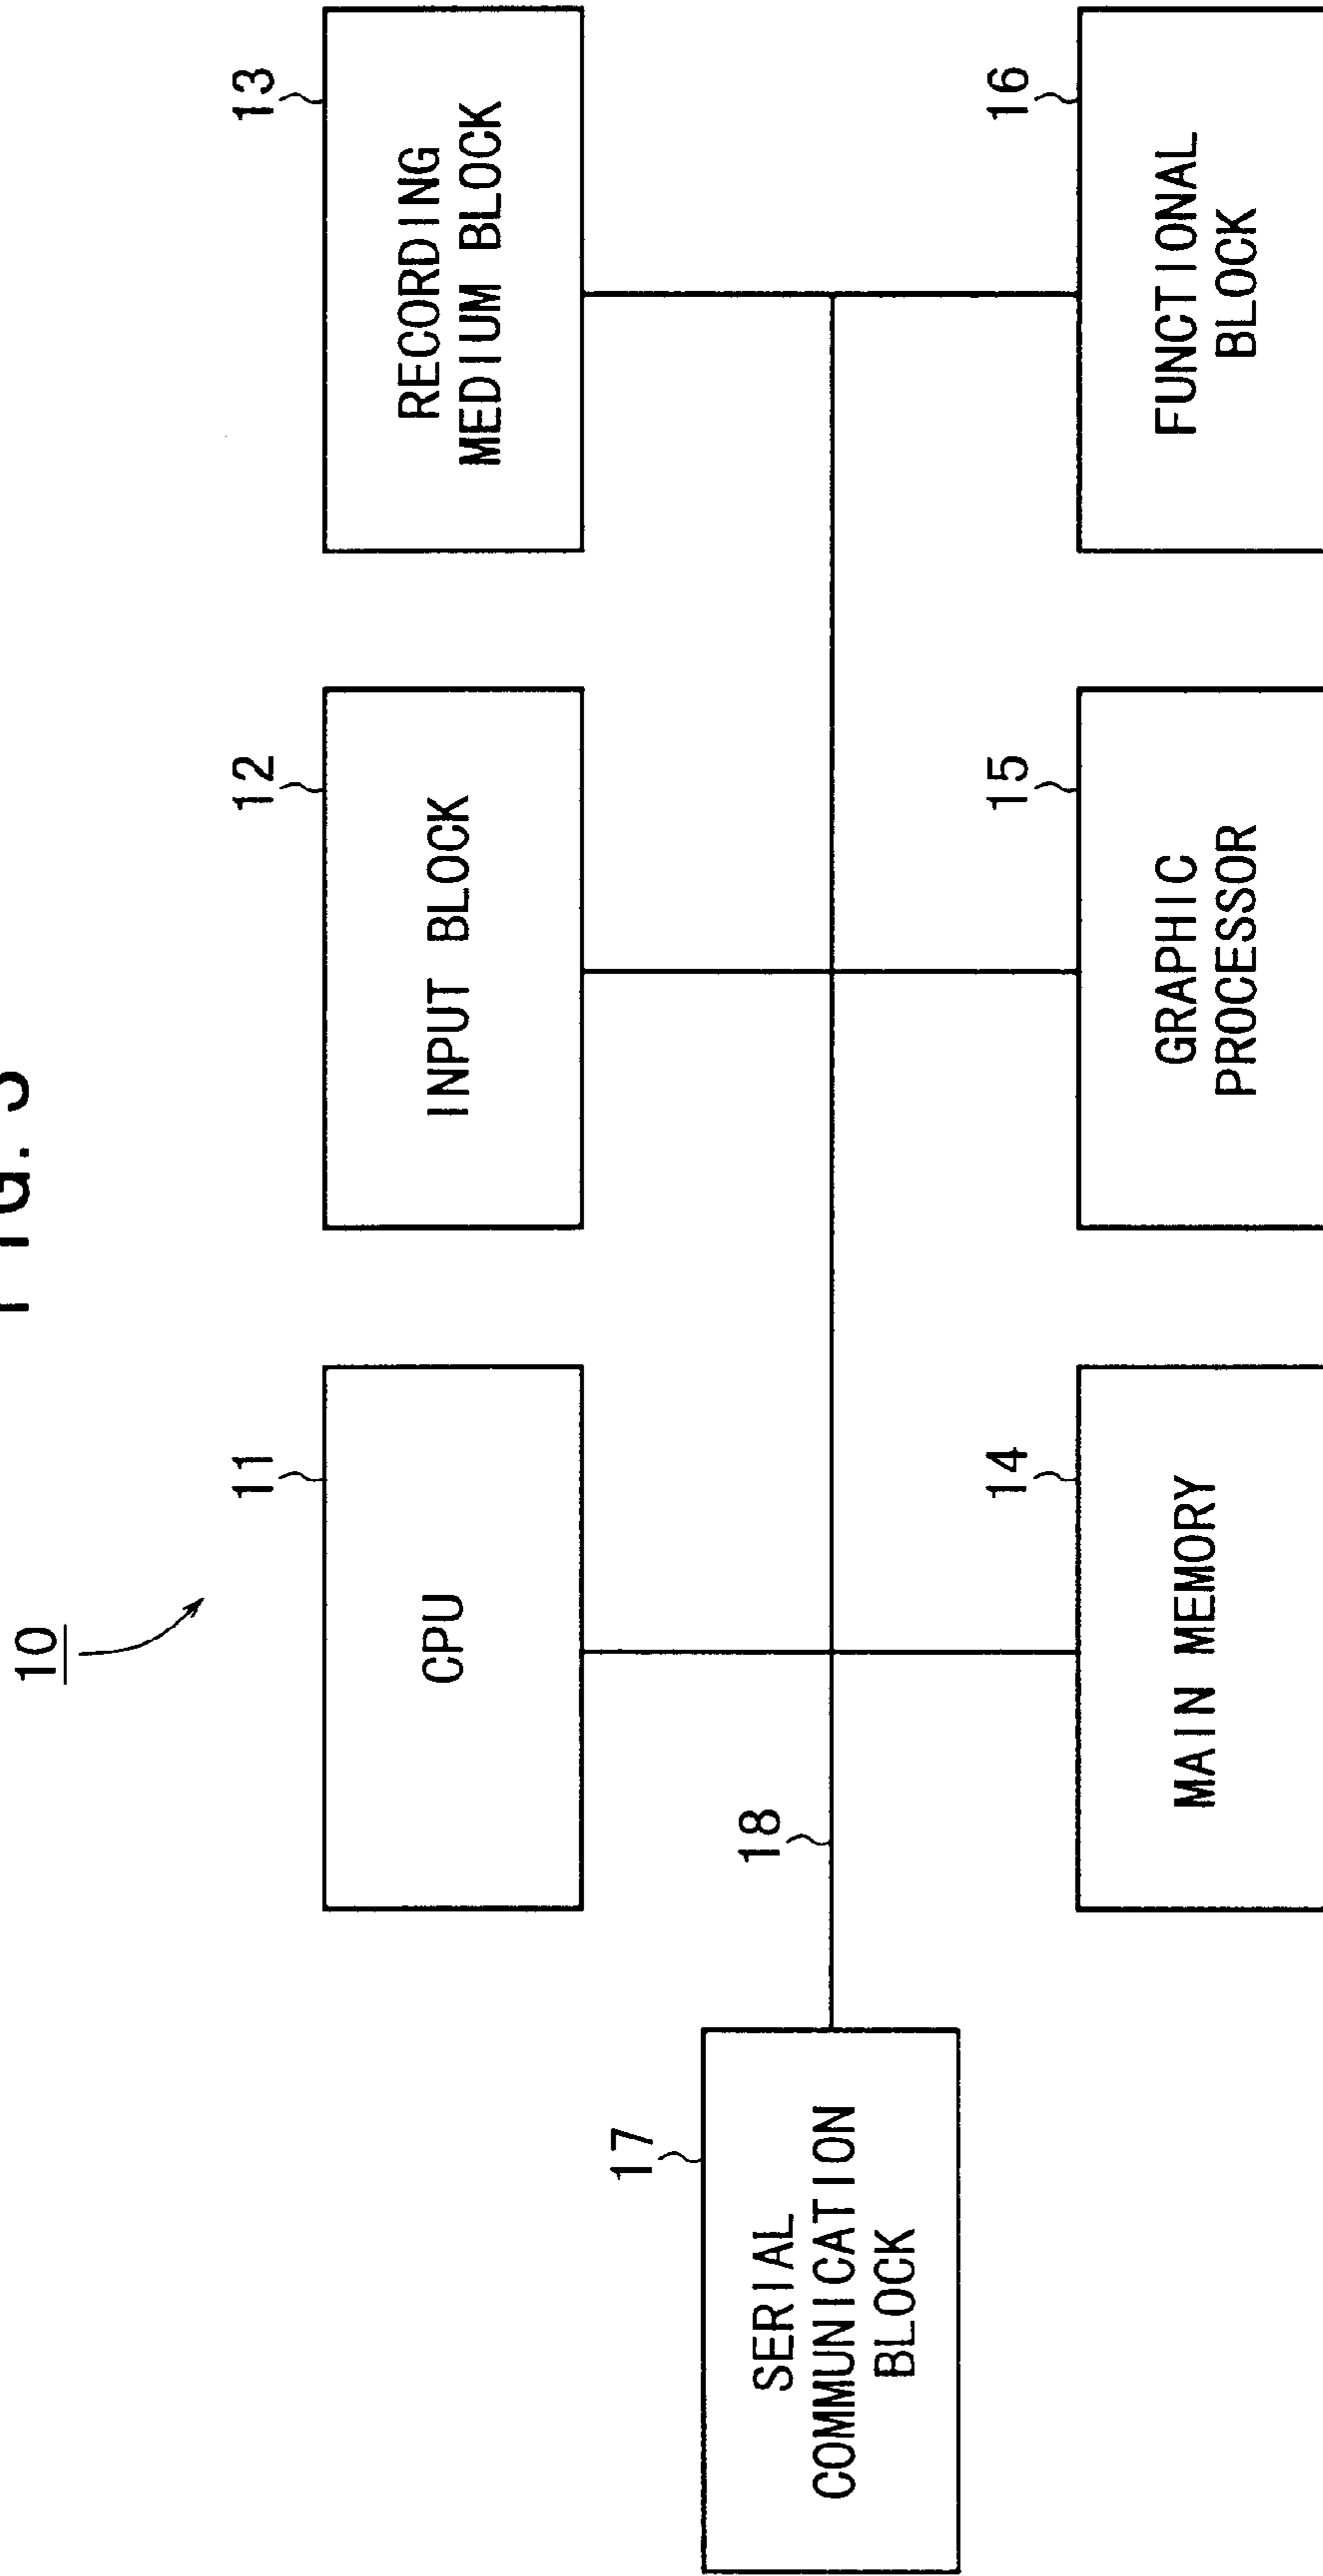 FIG.
10
11
CPU
12
INPUT BLOCK
13
RECORDING
MEDIUM BLOCK
17
SERIAL
COMMUNICATION
BLOCK
18
14
MAIN MEMORY
15
GRAPHIC
PROCESSOR
16
FUNCTIONAL
BLOCK